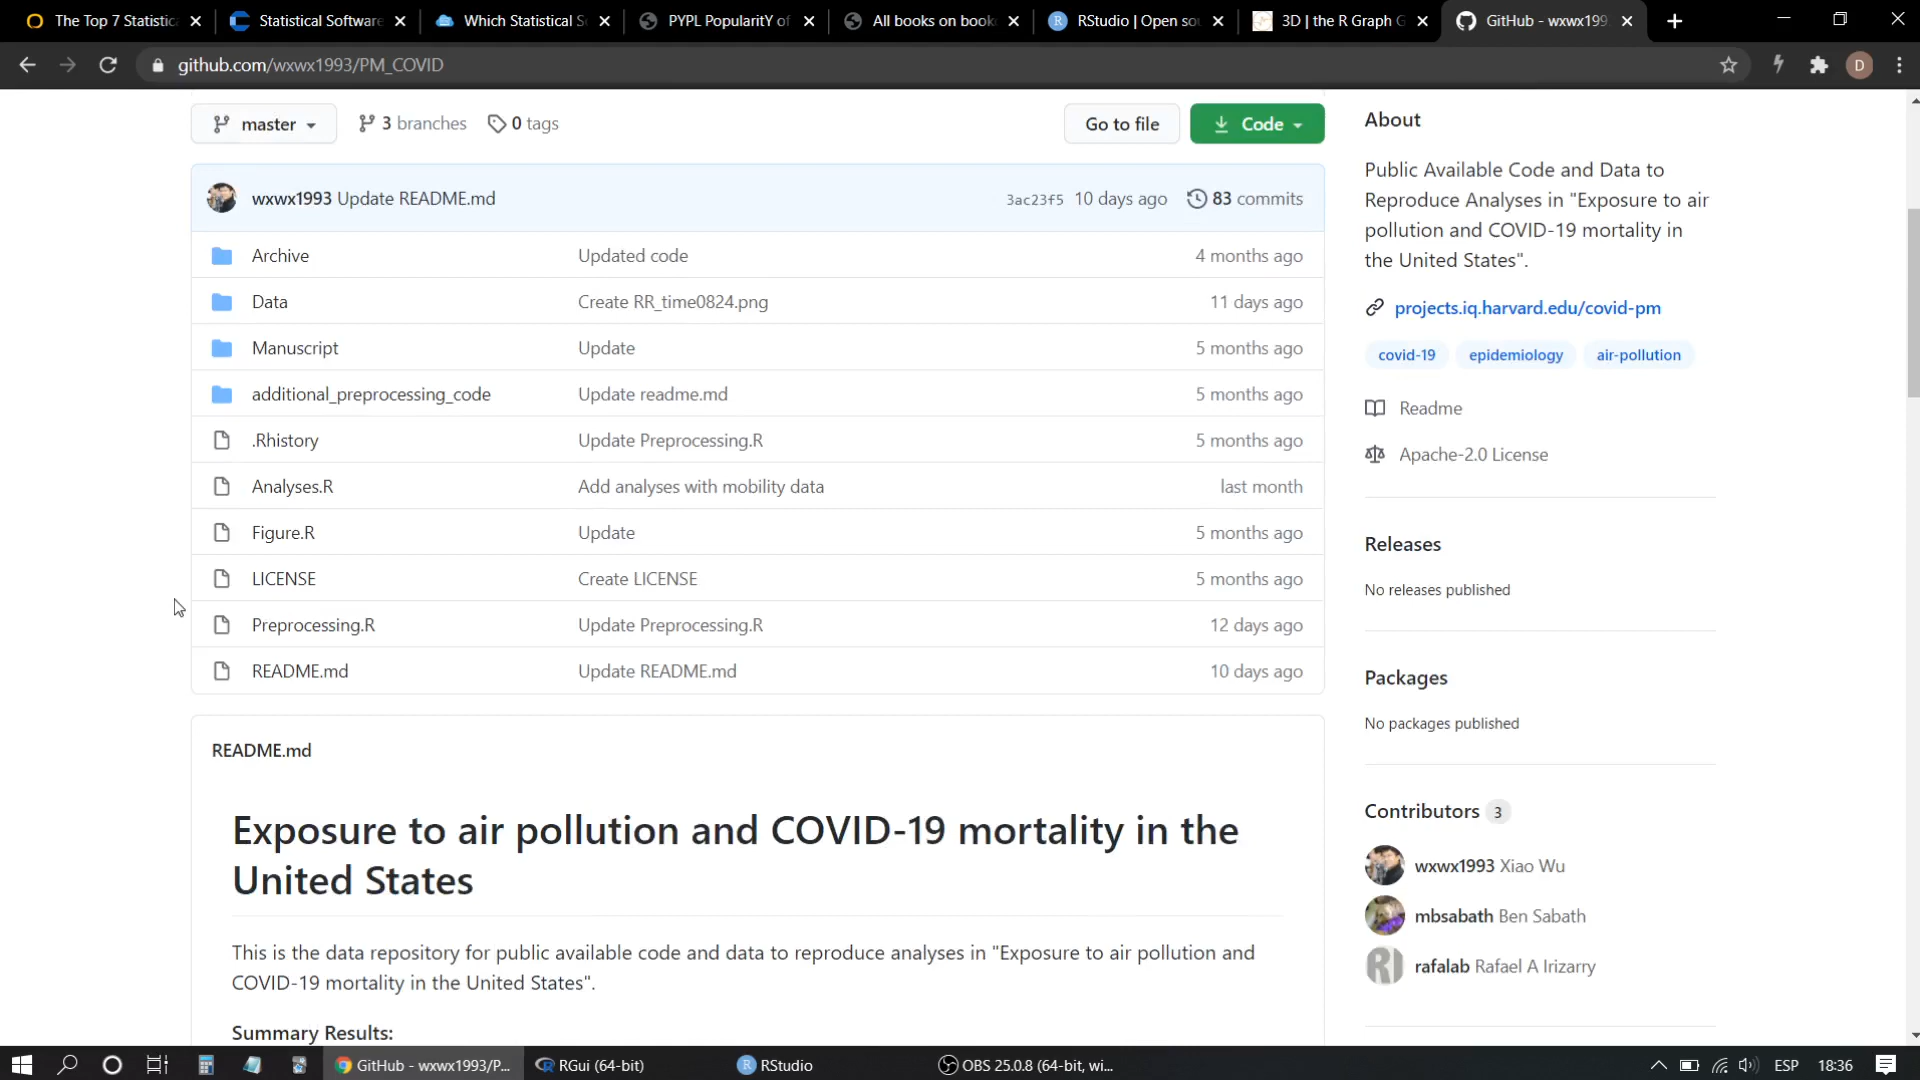 The Top 7 Statistica
Statistical Software
Which Statistical S
PYPL PopularitY of
All books on book
RStudio | Open sou
3D | the R Graph G
GitHub - wxwx199
github.com/wxwx1993/PM_COVID
D
master
3 branches
0 tags
Go to file
Code
wxwx1993 Update README.md
3ac23f5 10 days ago
83 commits
Archive
Updated code
4 months ago
Data
Create RR_time0824.png
11 days ago
Manuscript
Update
5 months ago
additional_preprocessing_code
Update readme.md
5 months ago
.Rhistory
Update Preprocessing.R
5 months ago
Analyses.R
Add analyses with mobility data
last month
Figure.R
Update
5 months ago
LICENSE
Create LICENSE
5 months ago
Preprocessing.R
Update Preprocessing.R
12 days ago
README.md
Update README.md
10 days ago
README.md
Exposure to air pollution and COVID-19 mortality in the
United States
This is the data repository for public available code and data to reproduce analyses in "Exposure to air pollution and
COVID-19 mortality in the United States".
Summary Results:
About
Public Available Code and Data to
Reproduce Analyses in "Exposure to air
pollution and COVID-19 mortality in
the United States".
projects.iq.harvard.edu/covid-pm
covid-19
epidemiology
air-pollution
Readme
Apache-2.0 License
Releases
No releases published
Packages
No packages published
Contributors 3
wxwx1993 Xiao Wu
mbsabath Ben Sabath
rafalab Rafael A Irizarry
GitHub - wxwx1993/P...
RGui (64-bit)
RStudio
OBS 25.0.8 (64-bit, wi...
ESP
18:36